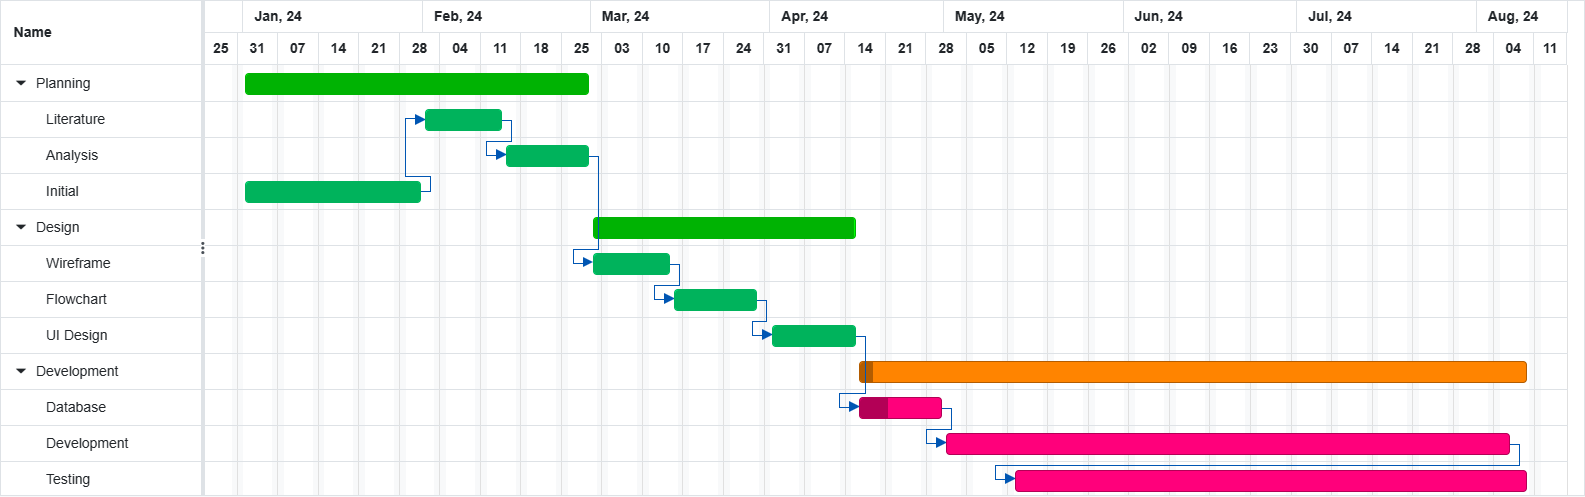 Name
Jan, 24 Feb, 24 Mar, 24 Apr, 24 May, 24 Jun, 24 Jul, 24 Aug, 24
25 31 07 14 21 28 04 11 18 25 03 10 17 24 31 07 14 21 28 05 12 19 26 02 09 16 23 30 07 14 21 28 04 11
Planning
Literature
Analysis
Initial
Design
Wireframe
Flowchart
UI Design
Development
Database
Development
Testing